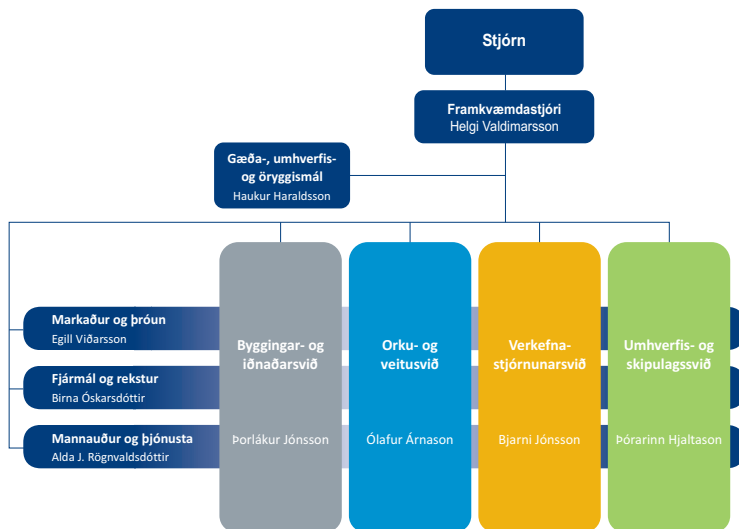 Stjórn
Framkvæmdastjóri
Helgi Valdimarsson
Gæða-, umhverfis-
og öryggismál
Haukur Haraldsson
Markaður og þróun
Egill Viðarsson
Fjármál og rekstur
Birna Óskarsdóttir
Mannauður og þjónusta
Alda J. Rögnvaldsdóttir
Byggingar- og
iðnaðarsvið
Þorlákur Jónsson
Orku- og
veitusvið
Ólafur Árnason
Verkefna-
stjórnunarsvið
Bjarni Jónsson
Umhverfis- og
skipulagssvið
Þórarinn Hjaltason